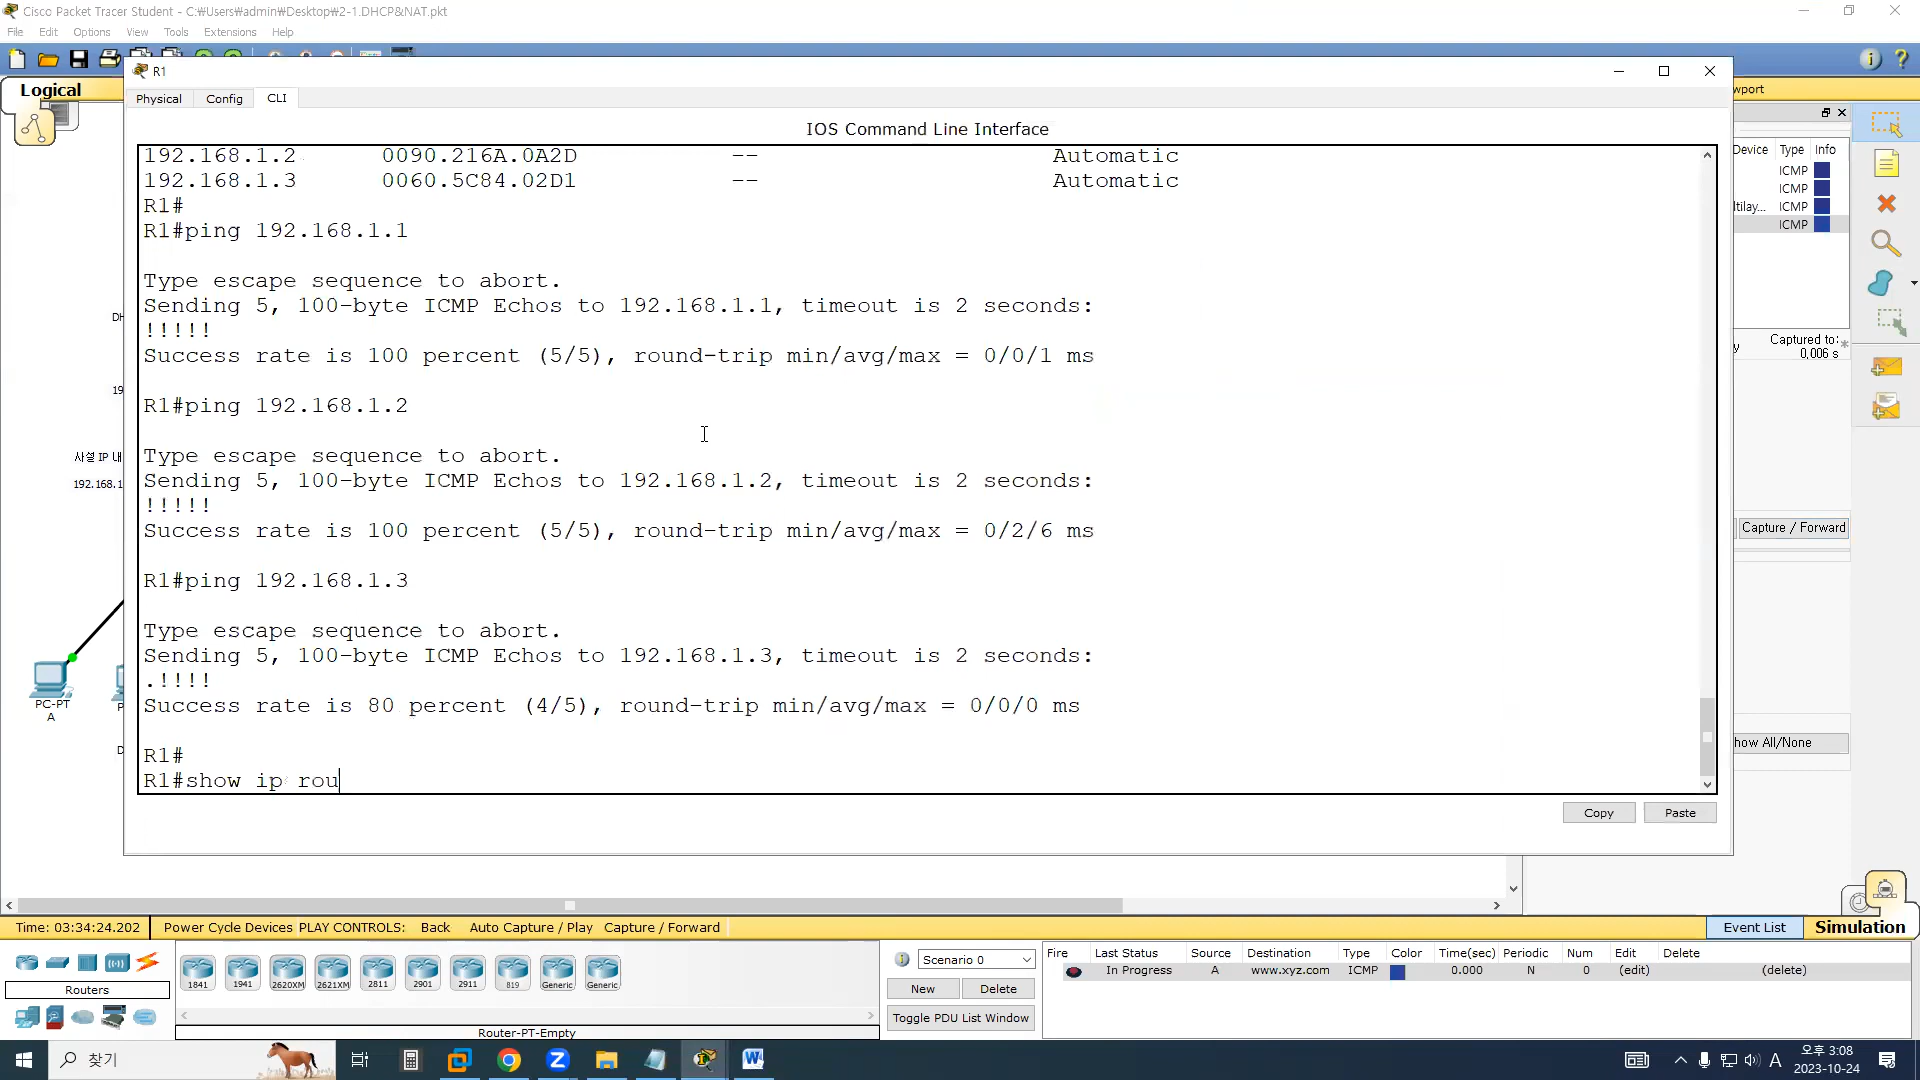 Cisco Packet Tracer Student - C:₩Users₩admin₩Desktop₩2-1.DHCP&NAT.pkt
File Edit Options View Tools Extensions Help
Logical
R1
Physical Config CLI
IOS Command Line Interface
192.168.1.2 0090.216A.0A2D -- Automatic
192.168.1.3 0060.5C84.02D1 -- Automatic
R1#
R1#ping 192.168.1.1
Type escape sequence to abort.
Sending 5, 100-byte ICMP Echos to 192.168.1.1, timeout is 2 seconds:
!!!!!
Success rate is 100 percent (5/5), round-trip min/avg/max = 0/0/1 ms
R1#ping 192.168.1.2
Type escape sequence to abort.
Sending 5, 100-byte ICMP Echos to 192.168.1.2, timeout is 2 seconds:
!!!!!
Success rate is 100 percent (5/5), round-trip min/avg/max = 0/2/6 ms
R1#ping 192.168.1.3
Type escape sequence to abort.
Sending 5, 100-byte ICMP Echos to 192.168.1.3, timeout is 2 seconds:
.!!!!
Success rate is 80 percent (4/5), round-trip min/avg/max = 0/0/0 ms
R1#
R1#show ip rou
Copy Paste
wport
Device Type Info
ICMP
ICMP
tilay... ICMP
ICMP
Captured to:
0,006 s
Capture / Forward
how All/None
DH
19
사설 IP 내
192.168.1
PC-PT
A
P
D
Time: 03:34:24.202 Power Cycle Devices PLAY CONTROLS: Back Auto Capture / Play Capture / Forward
Event List Simulation
Routers
1841 1941 2620XM 2621XM 2811 2901 2911 819 Generic Generic
Router-PT-Empty
Scenario 0
New Delete
Toggle PDU List Window
Fire Last Status Source Destination Type Color Time(sec) Periodic Num Edit Delete
In Progress A www.xyz.com ICMP 0.000 N 0 (edit) (delete)
찾기
A
오후 3:08
2023-10-24